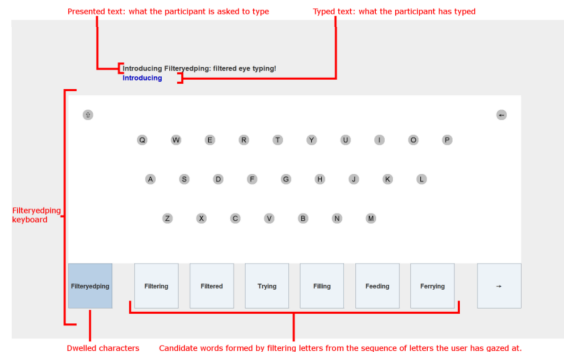 Presented text: what the participant is asked to type
Typed text: what the participant has typed
Introducing Filteryedping: filtered eye typing!
Introducing
⇧ ←
Q W E R T Y U I O P
A S D F G H J K L
Z X C V B N M
Filteryedping
keyboard
Filteryedping Filtering Filtered Trying Filling Feeding Ferrying →
Dwelled characters
Candidate words formed by filtering letters from the sequence of letters the user has gazed at.